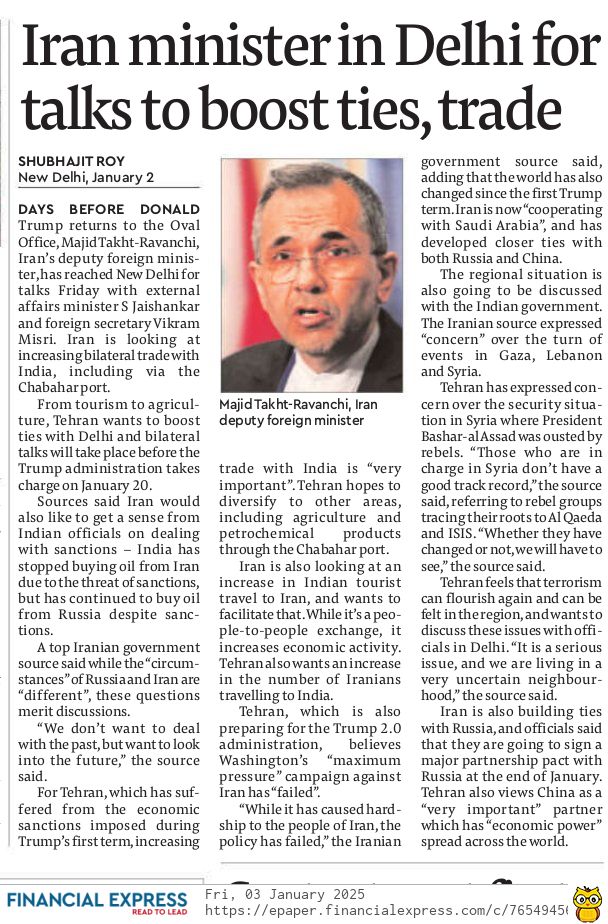 Iran minister in Delhi for
talks to boost ties, trade
SHUBHAJIT ROY
New Delhi, January 2
DAYS BEFORE DONALD
Trump returns to the Oval
Office, Majid Takht-Ravanchi,
Iran's deputy foreign minis-
ter, has reached New Delhi for
talks Friday with external
affairs minister S Jaishankar
and foreign secretary Vikram
Misri. Iran is looking at
increasing bilateral trade with
India, including via the
Chabahar port.
From tourism to agricul-
ture, Tehran wants to boost
ties with Delhi and bilateral
talks will take place before the
Trump administration takes
charge on January 20.
Sources said Iran would
also like to get a sense from
Indian officials on dealing
with sanctions – India has
stopped buying oil from Iran
due to the threat of sanctions,
but has continued to buy oil
from Russia despite sanc-
tions.
A top Iranian government
source said while the "circum-
stances" of Russia and Iran are
"different", these questions
merit discussions.
"We don't want to deal
with the past, but want to look
into the future," the source
said.
For Tehran, which has suf-
fered from the economic
sanctions imposed during
Trump's first term, increasing
Majid Takht-Ravanchi, Iran
deputy foreign minister
trade with India is "very
important". Tehran hopes to
diversify to other areas,
including agriculture and
petrochemical products
through the Chabahar port.
Iran is also looking at an
increase in Indian tourist
travel to Iran, and wants to
facilitate that. While it's a peo-
ple-to-people exchange, it
increases economic activity.
Tehran also wants an increase
in the number of Iranians
travelling to India.
Tehran, which is also
preparing for the Trump 2.0
administration, believes
Washington's "maximum
pressure" campaign against
Iran has "failed".
"While it has caused hard-
ship to the people of Iran, the
policy has failed," the Iranian
government source said,
adding that the world has also
changed since the first Trump
term. Iran is now "cooperating
with Saudi Arabia", and has
developed closer ties with
both Russia and China.
The regional situation is
also going to be discussed
with the Indian government.
The Iranian source expressed
"concern" over the turn of
events in Gaza, Lebanon
and Syria.
Tehran has expressed con-
cern over the security situa-
tion in Syria where President
Bashar-al Assad was ousted by
rebels. "Those who are in
charge in Syria don't have a
good track record," the source
said, referring to rebel groups
tracing their roots to Al Qaeda
and ISIS. "Whether they have
changed or not, we will have to
see," the source said.
Tehran feels that terrorism
can flourish again and can be
felt in the region, and wants to
discuss these issues with offi-
cials in Delhi. "It is a serious
issue, and we are living in a
very uncertain neighbour-
hood," the source said.
Iran is also building ties
with Russia, and officials said
that they are going to sign a
major partnership pact with
Russia at the end of January.
Tehran also views China as a
"very important" partner
which has "economic power"
spread across the world.
FINANCIAL EXPRESS
READ TO LEAD
Fri, 03 January 2025
https://epaper.financialexpress.com/c/7654945